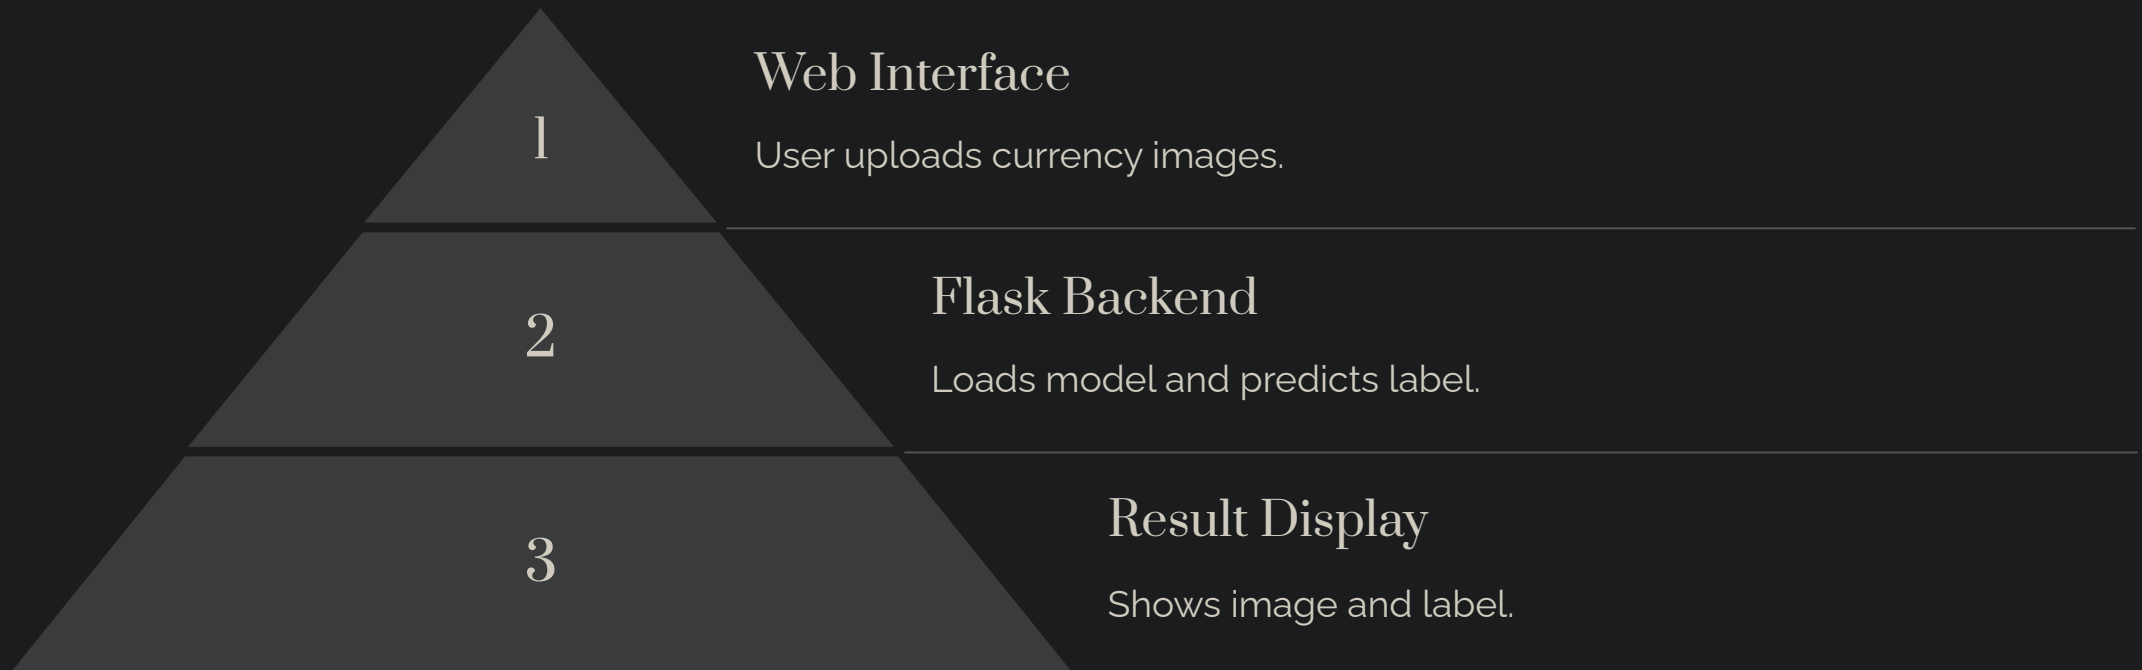 1
Web Interface
User uploads currency images.
2
Flask Backend
Loads model and predicts label.
3
Result Display
Shows image and label.